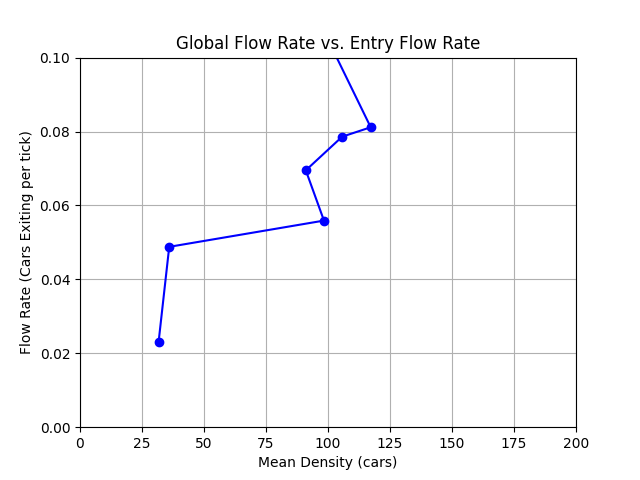 Global Flow Rate vs. Entry Flow Rate
Flow Rate (Cars Exiting per tick)
0.10
0.08
0.06
0.04
0.02
0.00
0 25 50 75 100 125 150 175 200
Mean Density (cars)